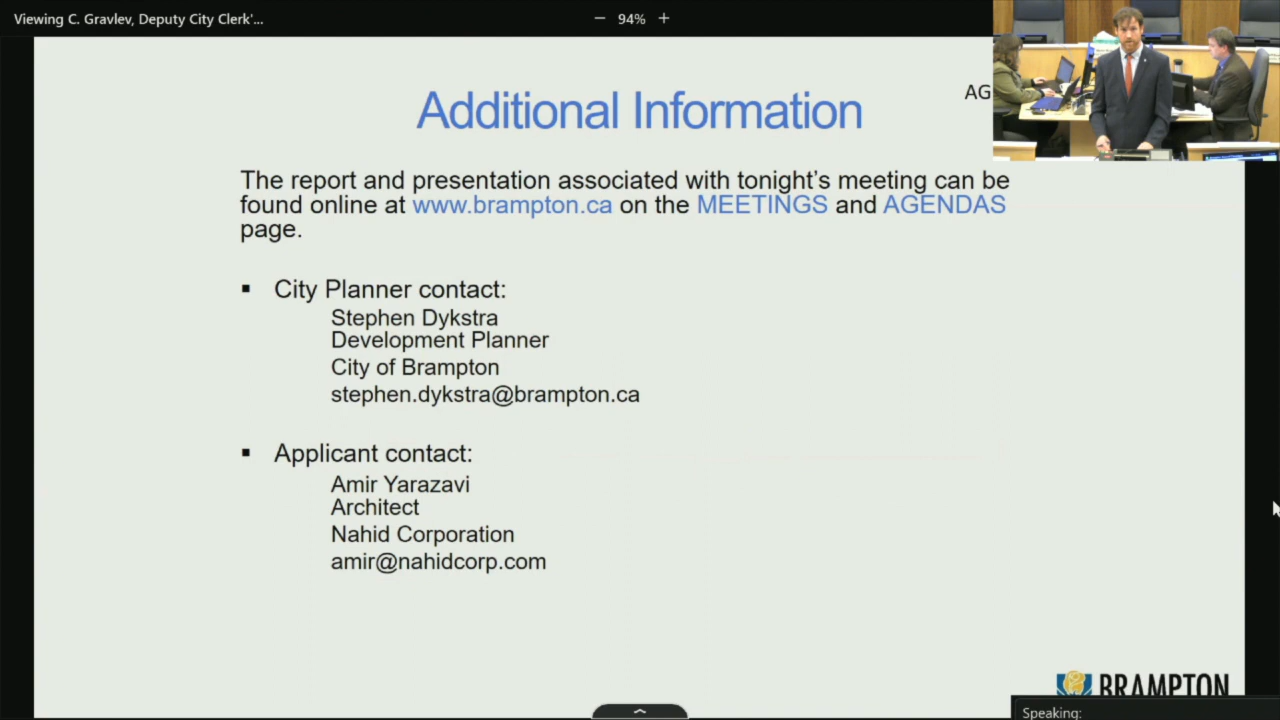 Viewing C. Gravlev, Deputy City Clerk'...
− 94% +
AG
Additional Information
The report and presentation associated with tonight's meeting can be
found online at www.brampton.ca on the MEETINGS and AGENDAS
page.
▪ City Planner contact:
Stephen Dykstra
Development Planner
City of Brampton
stephen.dykstra@brampton.ca
▪ Applicant contact:
Amir Yarazavi
Architect
Nahid Corporation
amir@nahidcorp.com
BRAMPTON
Speaking: